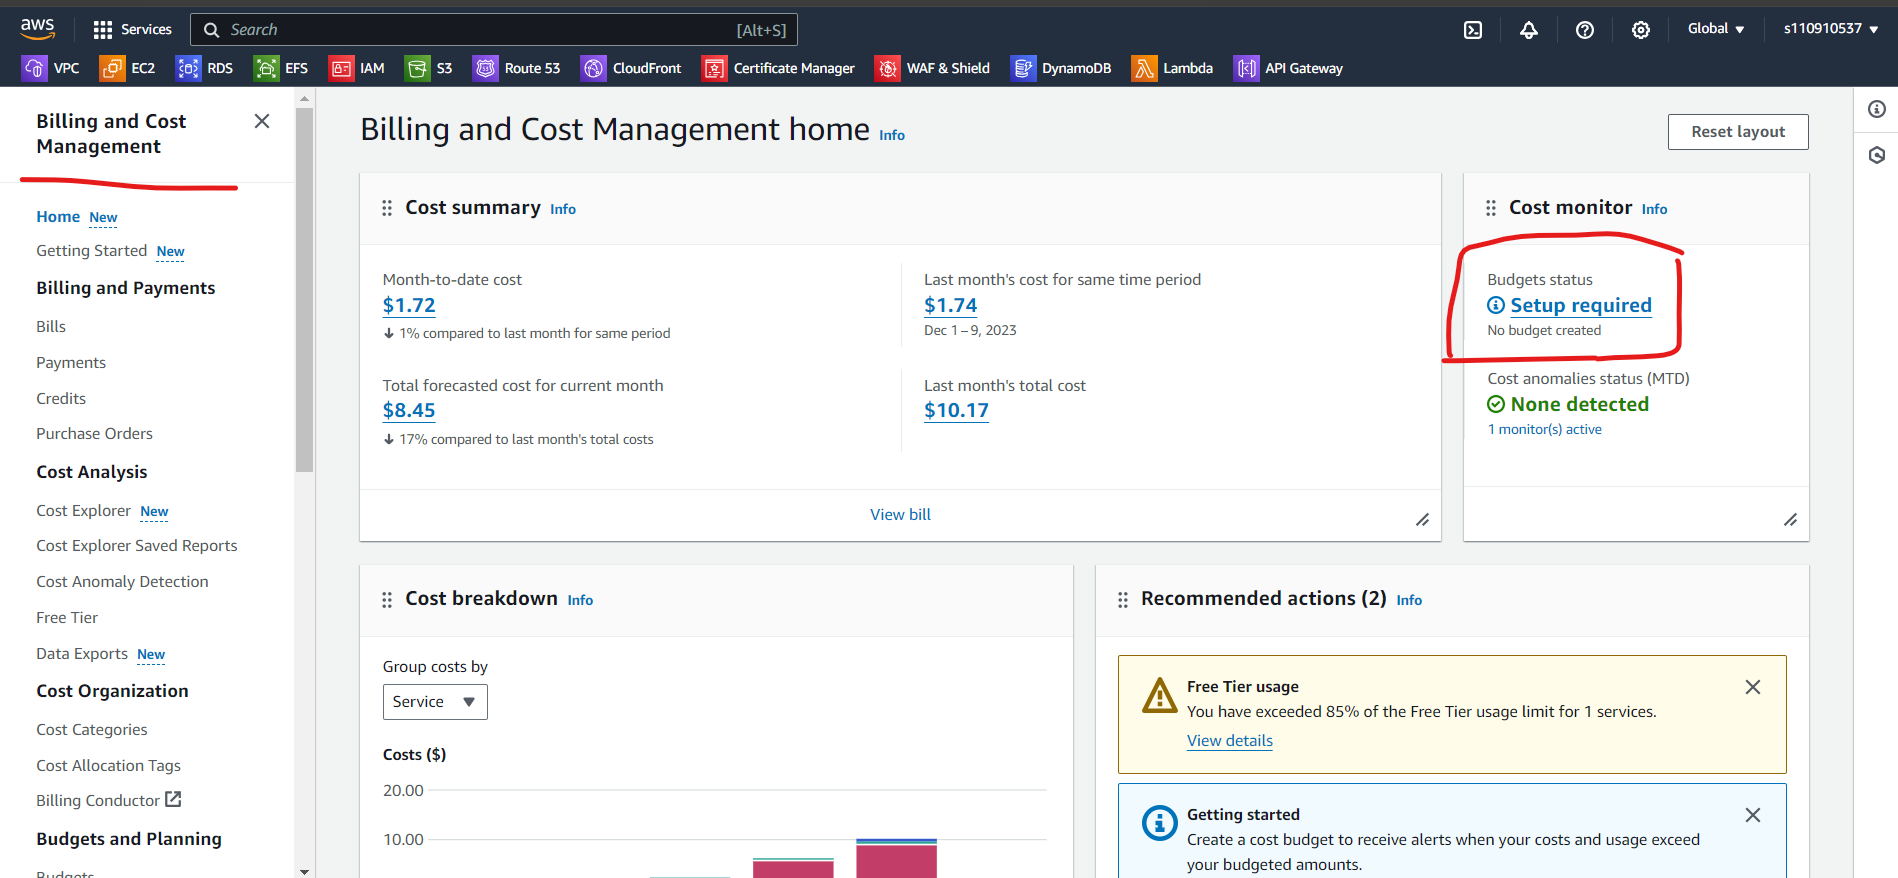 aws
Services
Search
[Alt+S]
Global
s110910537
VPC
EC2
RDS
EFS
IAM
S3
Route 53
CloudFront
Certificate Manager
WAF & Shield
DynamoDB
Lambda
API Gateway
Billing and Cost
Management
Home New
Getting Started New
Billing and Payments
Bills
Payments
Credits
Purchase Orders
Cost Analysis
Cost Explorer New
Cost Explorer Saved Reports
Cost Anomaly Detection
Free Tier
Data Exports New
Cost Organization
Cost Categories
Cost Allocation Tags
Billing Conductor
Budgets and Planning
Budgets
Billing and Cost Management home Info
Reset layout
Cost summary Info
Month-to-date cost
$1.72
1% compared to last month for same period
Last month's cost for same time period
$1.74
Dec 1 – 9, 2023
Total forecasted cost for current month
$8.45
17% compared to last month's total costs
Last month's total cost
$10.17
View bill
Cost monitor Info
Budgets status
Setup required
No budget created
Cost anomalies status (MTD)
None detected
1 monitor(s) active
Cost breakdown Info
Group costs by
Service
Costs ($)
20.00
10.00
Recommended actions (2) Info
Free Tier usage
You have exceeded 85% of the Free Tier usage limit for 1 services.
View details
Getting started
Create a cost budget to receive alerts when your costs and usage exceed
your budgeted amounts.